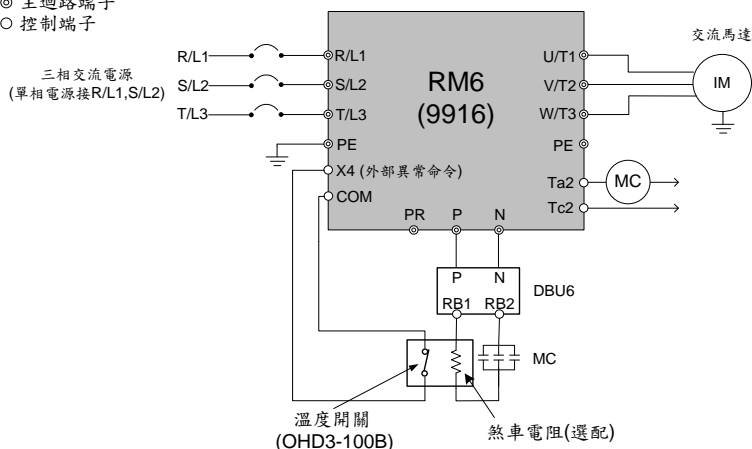 ◎ 主迴路端子
○ 控制端子
三相交流電源
(單相電源接R/L1,S/L2)
R/L1
S/L2
T/L3
R/L1
S/L2
T/L3
PE
X4 (外部異常命令)
COM
RM6
(9916)
U/T1
V/T2
W/T3
PE
Ta2
Tc2
PR P N
交流馬達
IM
MC
P N
RB1 RB2
DBU6
MC
溫度開關
(OHD3-100B)
煞車電阻(選配)